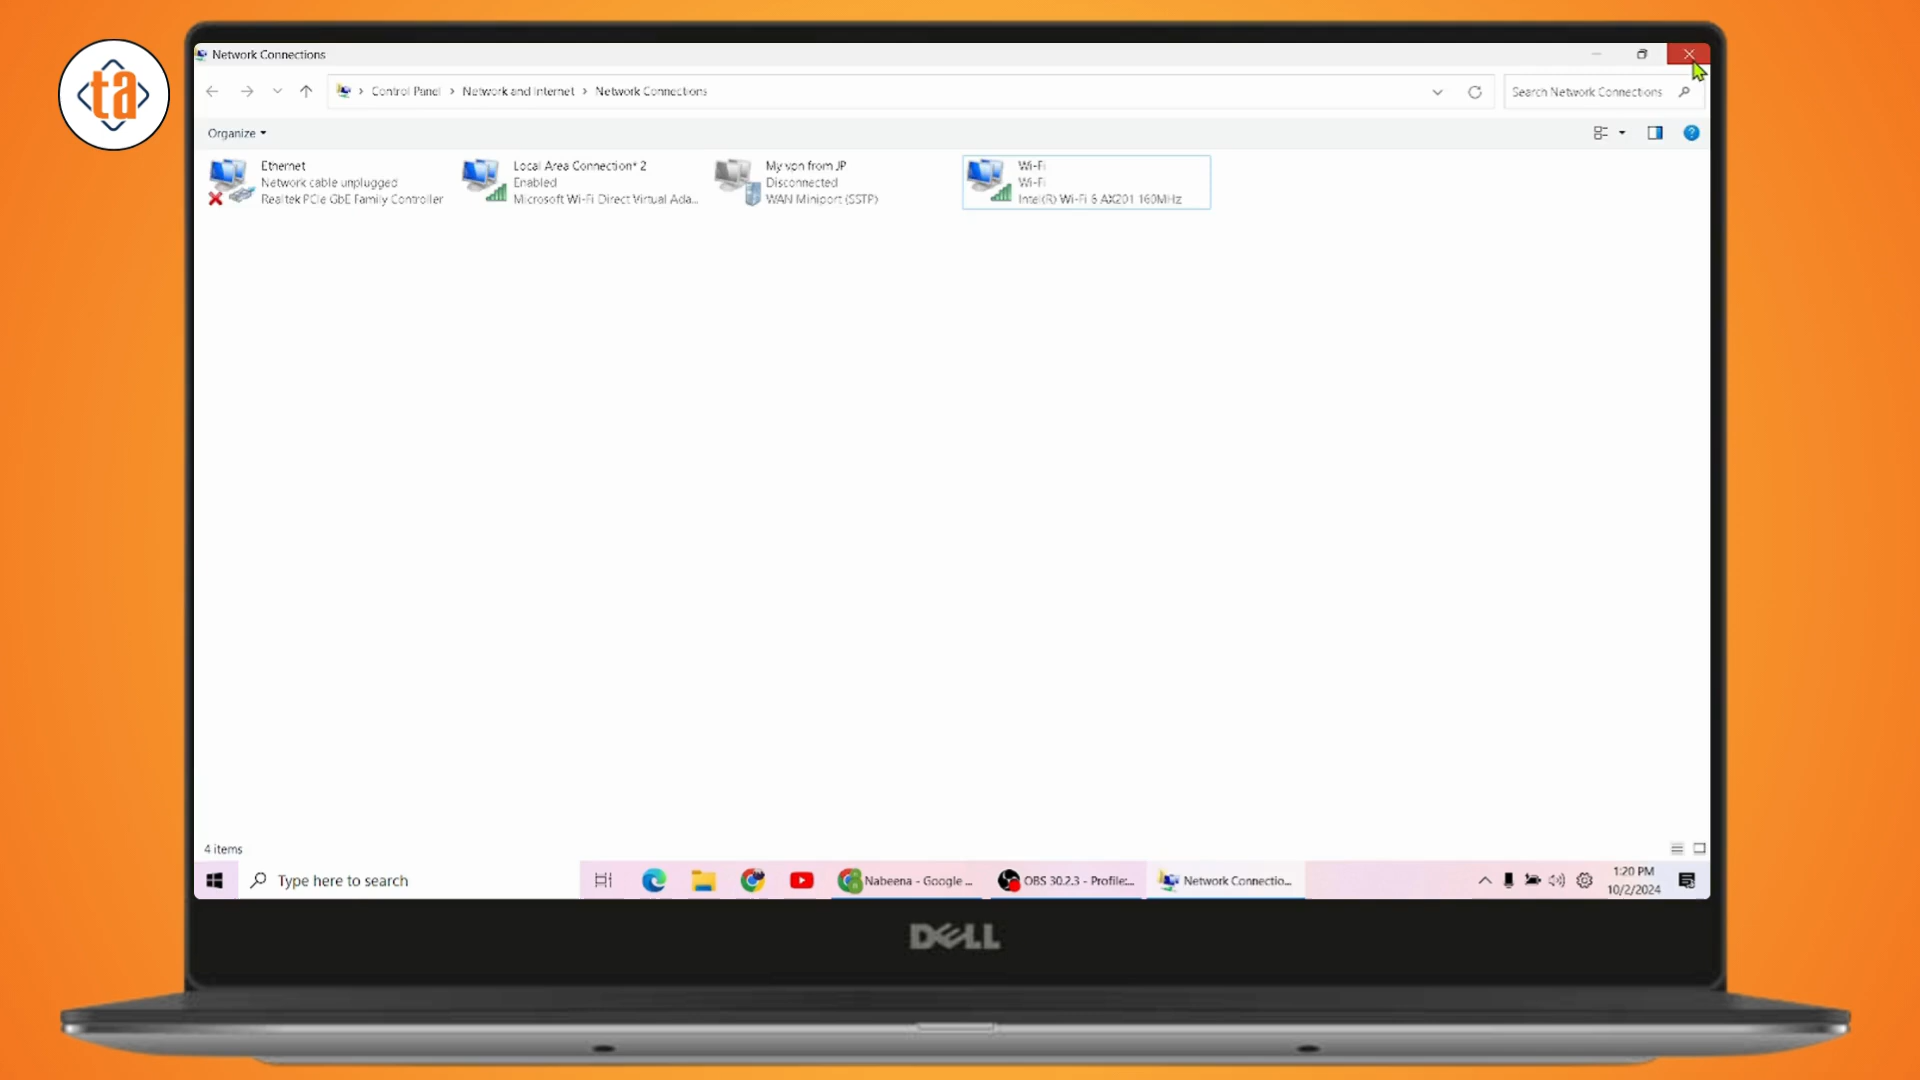 ta
Network Connections
Control Panel > Network and Internet > Network Connections
Search Network Connections
Organize
Ethernet
Network cable unplugged
Realtek PCIe GbE Family Controller
Local Area Connection* 2
Enabled
Microsoft Wi-Fi Direct Virtual Ada...
My vpn from JP
Disconnected
WAN Miniport (SSTP)
Wi-Fi
Wi-Fi
Intel(R) Wi-Fi 6 AX201 160MHz
4 items
Type here to search
Nabeena - Google ...
OBS 30.2.3 - Profile:...
Network Connectio...
1:20 PM
10/2/2024
DELL